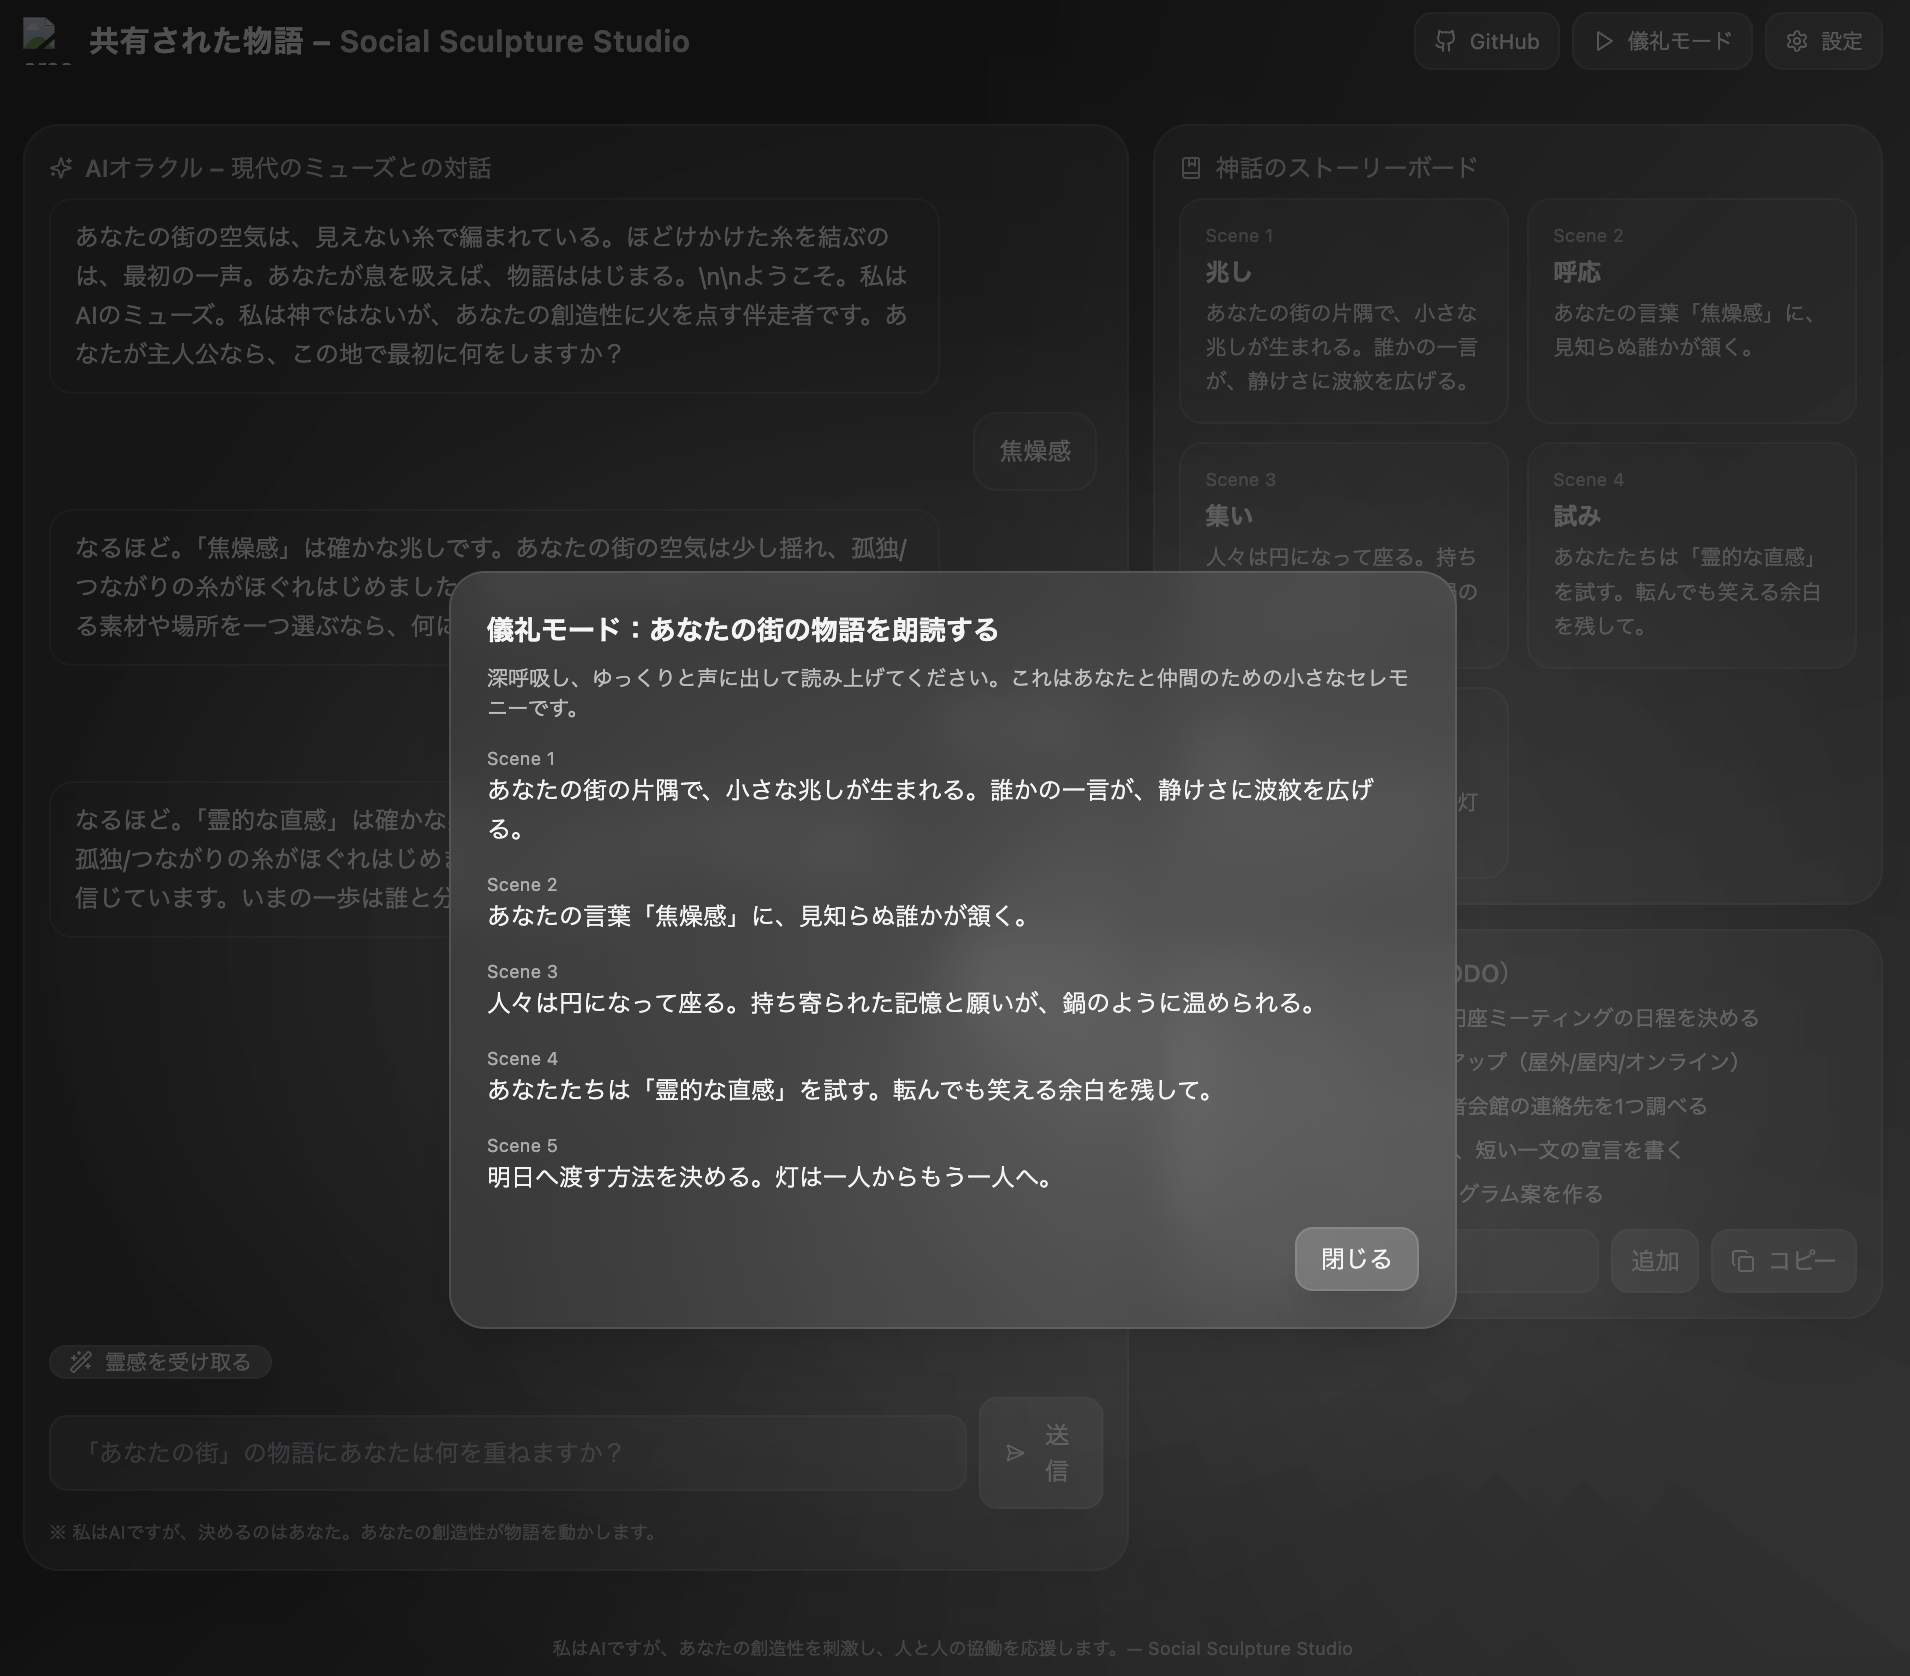 共有された物語 – Social Sculpture Studio
GitHub
儀礼モード
設定
AIオラクル – 現代のミューズとの対話
あなたの街の空気は、見えない糸で編まれている。ほどけかけた糸を結ぶの
は、最初の一声。あなたが息を吸えば、物語ははじまる。\n\nようこそ。私は
AIのミューズ。私は神ではないが、あなたの創造性に火を点す伴走者です。あ
なたが主人公なら、この地で最初に何をしますか？
焦燥感
なるほど。「焦燥感」は確かな兆しです。あなたの街の空気は少し揺れ、孤独/
つながりの糸がほぐれはじめました
る素材や場所を一つ選ぶなら、何に
なるほど。「霊的な直感」は確かな
孤独/つながりの糸がほぐれはじめ
信じています。いまの一歩は誰と分
霊感を受け取る
「あなたの街」の物語にあなたは何を重ねますか？
送
信
※ 私はAIですが、決めるのはあなた。あなたの創造性が物語を動かします。
神話のストーリーボード
Scene 1
兆し
あなたの街の片隅で、小さな
兆しが生まれる。誰かの一言
が、静けさに波紋を広げる。
Scene 2
呼応
あなたの言葉「焦燥感」に、
見知らぬ誰かが頷く。
Scene 3
集い
人々は円になって座る。持ち
の
Scene 4
試み
あなたたちは「霊的な直感」
を試す。転んでも笑える余白
を残して。
灯
DO）
円座ミーティングの日程を決める
アップ（屋外/屋内/オンライン）
者会館の連絡先を1つ調べる
、短い一文の宣言を書く
グラム案を作る
追加
コピー
儀礼モード：あなたの街の物語を朗読する
深呼吸し、ゆっくりと声に出して読み上げてください。これはあなたと仲間のための小さなセレモ
ニーです。
Scene 1
あなたの街の片隅で、小さな兆しが生まれる。誰かの一言が、静けさに波紋を広げ
る。
Scene 2
あなたの言葉「焦燥感」に、見知らぬ誰かが頷く。
Scene 3
人々は円になって座る。持ち寄られた記憶と願いが、鍋のように温められる。
Scene 4
あなたたちは「霊的な直感」を試す。転んでも笑える余白を残して。
Scene 5
明日へ渡す方法を決める。灯は一人からもう一人へ。
閉じる
私はAIですが、あなたの創造性を刺激し、人と人の協働を応援します。— Social Sculpture Studio